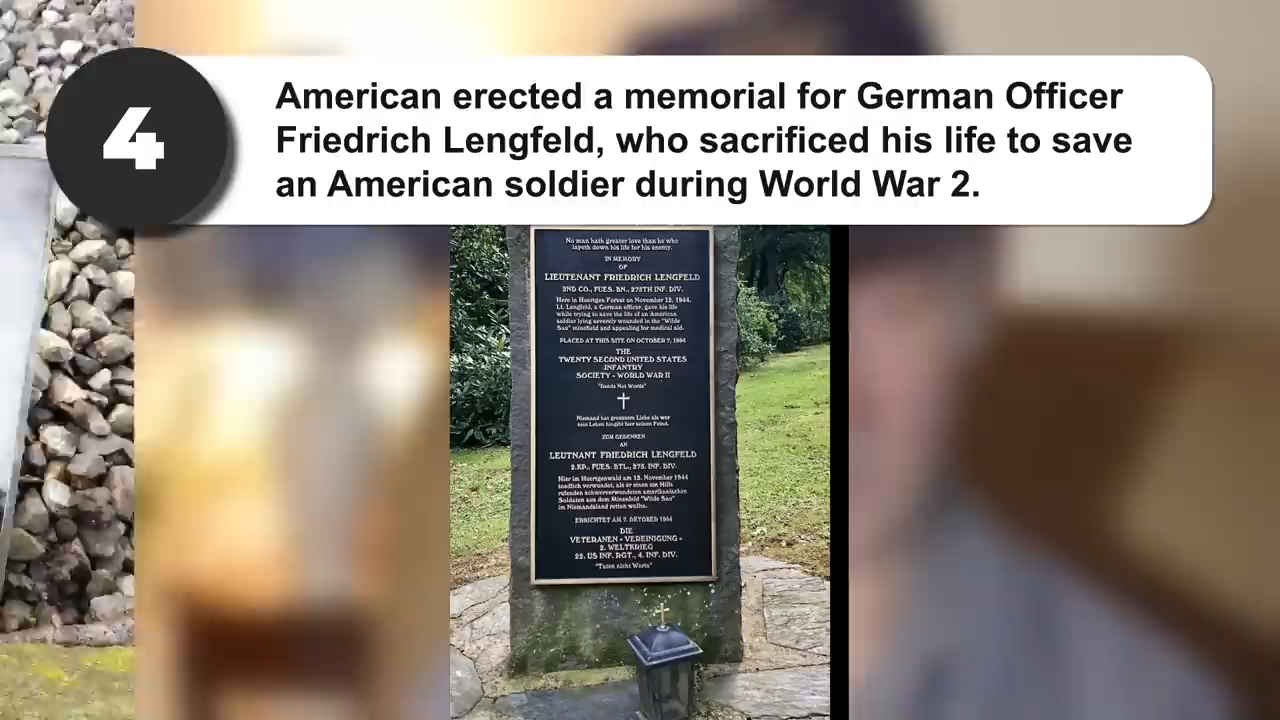 4
American erected a memorial for German Officer
Friedrich Lengfeld, who sacrificed his life to save
an American soldier during World War 2.
No man hath greater love than he who
layeth down his life for his enemy.
IN MEMORY
OF
LIEUTENANT FRIEDRICH LENGFELD
2ND CO., FUES. BN., 275TH INF. DIV.
Here in Huertgen Forest on November 12, 1944,
Lt. Lengfeld, a German officer, gave his life
while trying to save the life of an American
soldier lying severely wounded in the "Wilde
Sau" minefield and appealing for medical aid.
PLACED AT THIS SITE ON OCTOBER 7, 1994
THE
TWENTY SECOND UNITED STATES
INFANTRY
SOCIETY - WORLD WAR II
"Deeds Not Words"
Niemand hat groessere Liebe als wer
sein Leben hingibt fuer seinen Feind.
ZUM GEDENKEN
AN
LEUTNANT FRIEDRICH LENGFELD
2.KP., FUES. BTL., 275. INF. DIV.
Hier im Huertgenwald am 12. November 1944
toedlich verwundet, als er einen um Hilfe
rufenden schwerverwundeten amerikanischen
Soldaten aus dem Minenfeld "Wilde Sau"
im Niemandsland retten wollte.
ERRICHTET AM 7. OKTOBER 1994
DIE
VETERANEN - VEREINIGUNG -
2. WELTKRIEG
22. US INF. RGT., 4. INF. DIV.
"Taten nicht Worte"